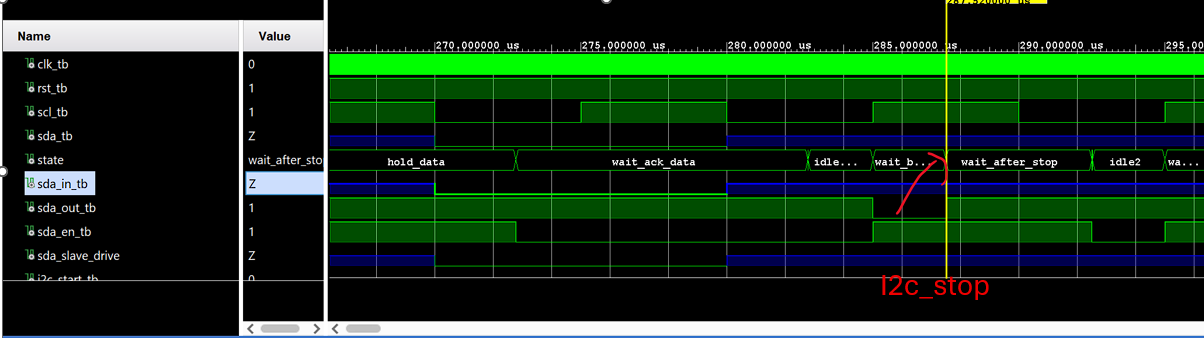 287.320000 us
Name Value
270.000000 us 275.000000 us 280.000000 us 285.000000 us 290.000000 us 295.00
clk_tb 0
rst_tb 1
scl_tb 1
sda_tb Z
state wait_after_sto hold_data wait_ack_data idle... wait_b... wait_after_stop idle2 wa...
sda_in_tb Z
sda_out_tb 1
sda_en_tb 1
sda_slave_drive Z
i2c_start_tb 0
I2c_stop